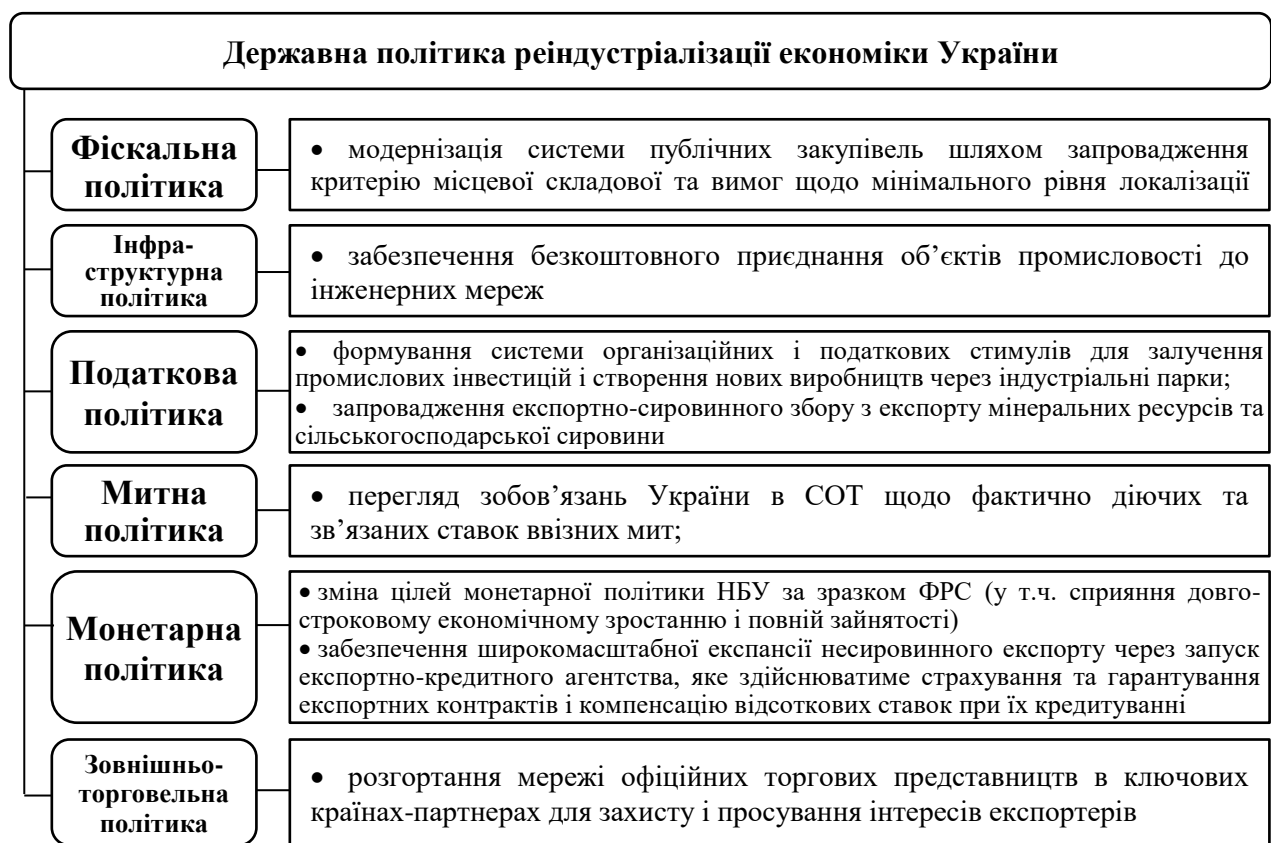 Державна політика реіндустріалізації економіки України
Фіскальна
політика
• модернізація системи публічних закупівель шляхом запровадження
критерію місцевої складової та вимог щодо мінімального рівня локалізації
Інфра-
структурна
політика
• забезпечення безкоштовного приєднання об’єктів промисловості до
інженерних мереж
Податкова
політика
• формування системи організаційних і податкових стимулів для залучення
промислових інвестицій і створення нових виробництв через індустріальні парки;
• запровадження експортно-сировинного збору з експорту мінеральних ресурсів та
сільськогосподарської сировини
Митна
політика
• перегляд зобов’язань України в СОТ щодо фактично діючих та
зв’язаних ставок ввізних мит;
Монетарна
політика
• зміна цілей монетарної політики НБУ за зразком ФРС (у т.ч. сприяння довго-
строковому економічному зростанню і повній зайнятості)
• забезпечення широкомасштабної експансії несировинного експорту через запуск
експортно-кредитного агентства, яке здійснюватиме страхування та гарантування
експортних контрактів і компенсацію відсоткових ставок при їх кредитуванні
Зовнішньо-
торговельна
політика
• розгортання мережі офіційних торгових представництв в ключових
країнах-партнерах для захисту і просування інтересів експортерів